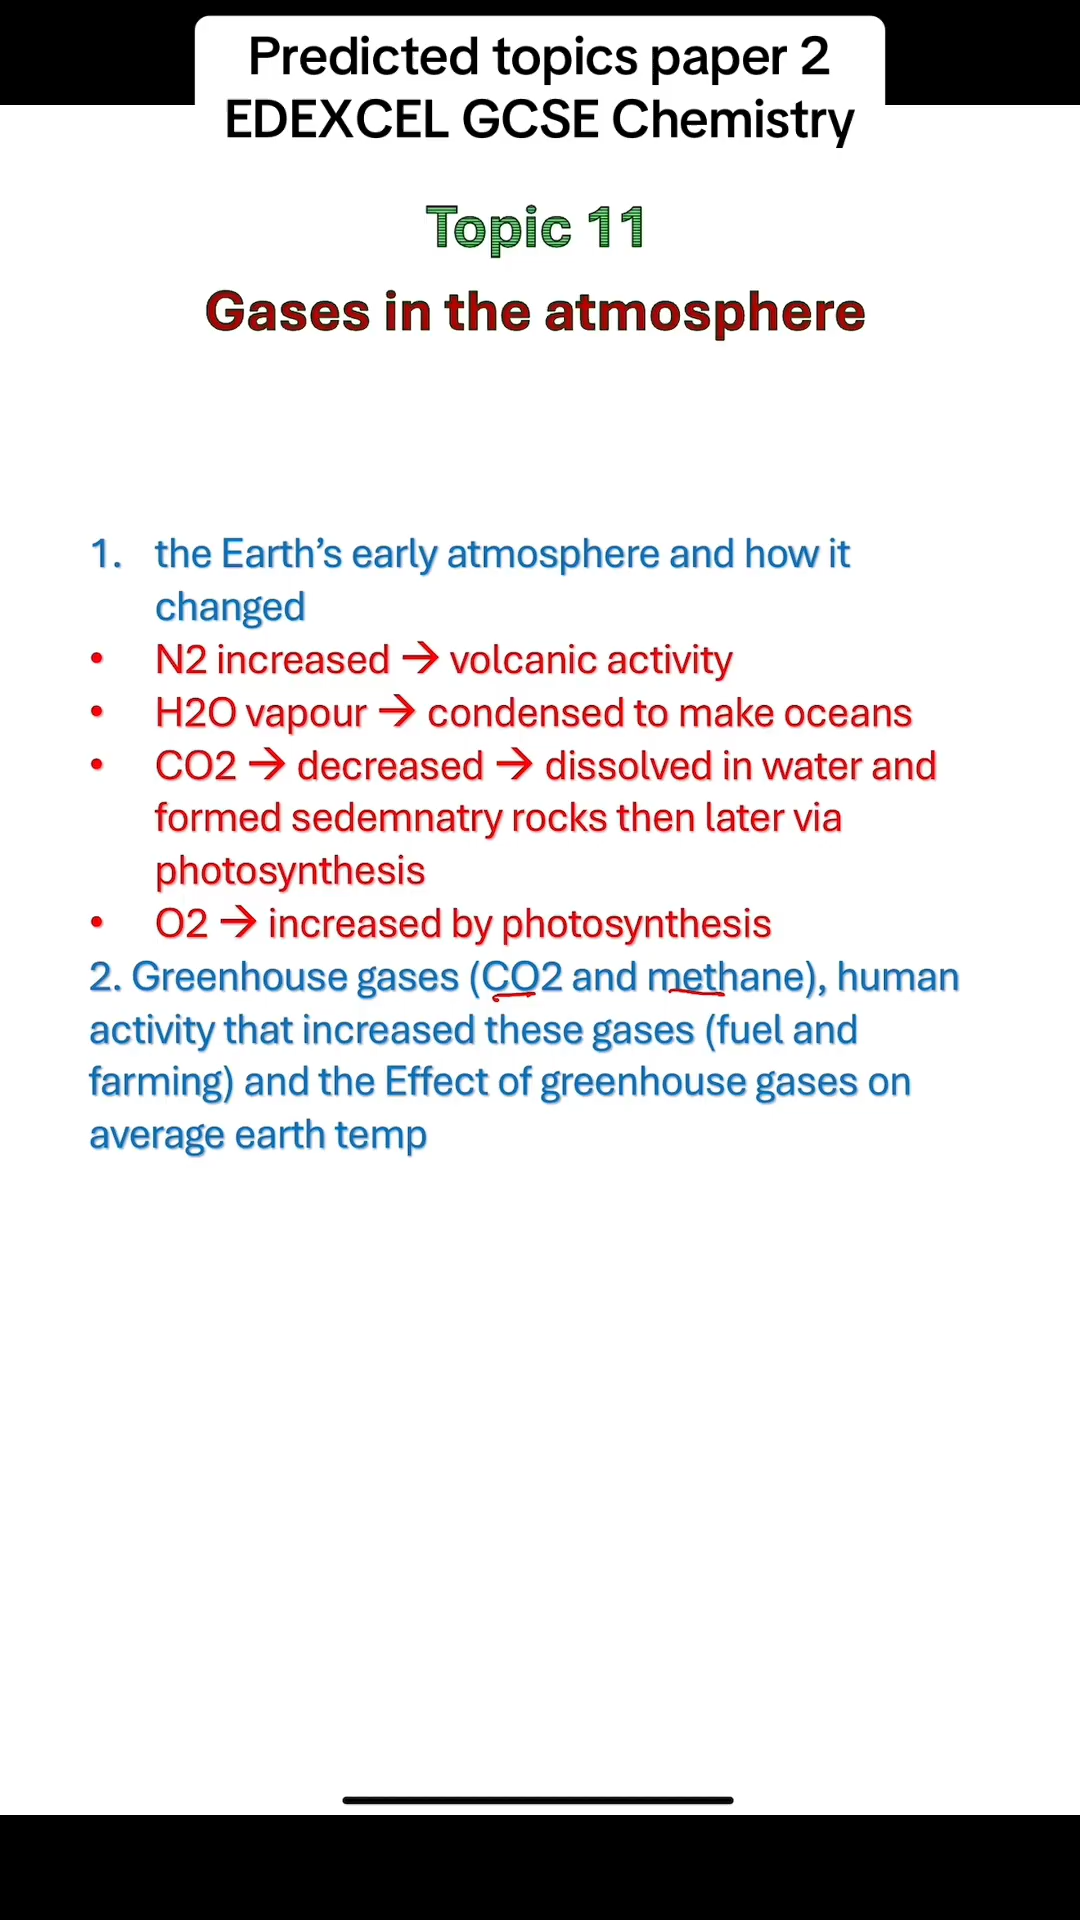 Predicted topics paper 2
EDEXCEL GCSE Chemistry
Topic 11
Gases in the atmosphere
1. the Earth’s early atmosphere and how it
changed
• N2 increased → volcanic activity
• H2O vapour → condensed to make oceans
• CO2 → decreased → dissolved in water and
formed sedemnatry rocks then later via
photosynthesis
• O2 → increased by photosynthesis
2. Greenhouse gases (CO2 and methane), human
activity that increased these gases (fuel and
farming) and the Effect of greenhouse gases on
average earth temp